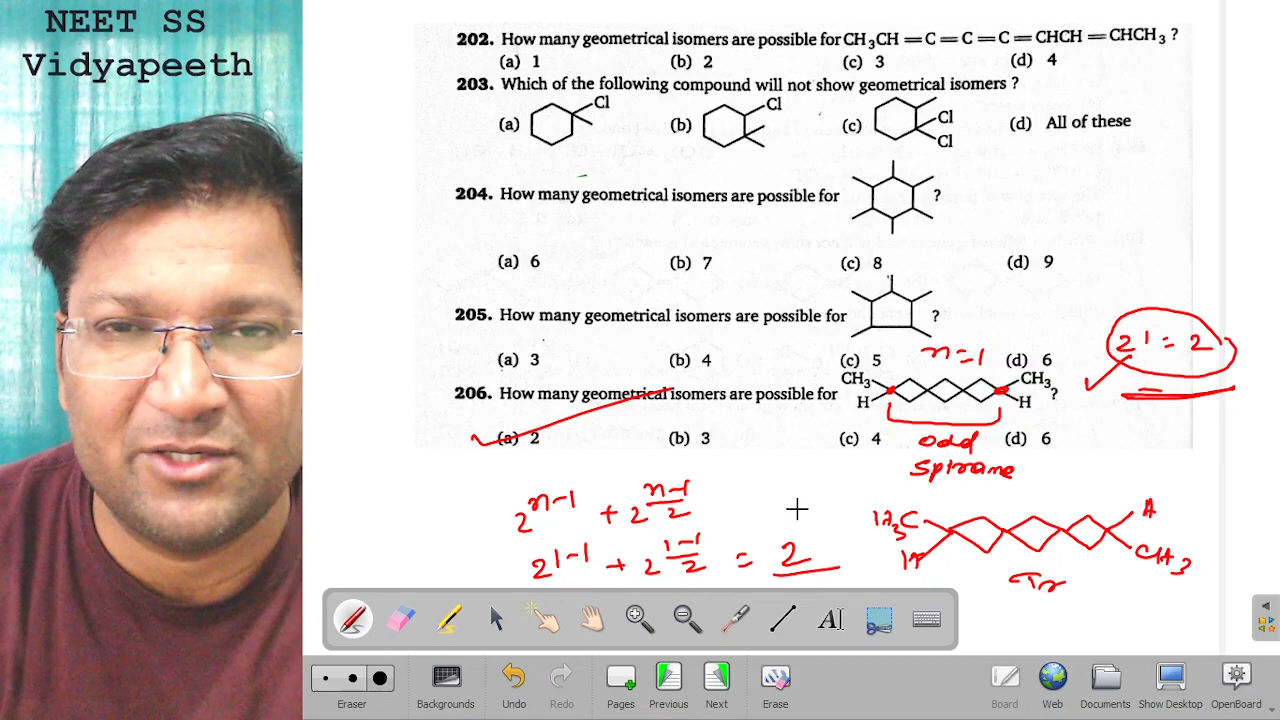 NEET SS
Vidyapeeth
202. How many geometrical isomers are possible for CH₃CH=C=C=C=CHCH=CHCH₃ ?
(a) 1 (b) 2 (c) 3 (d) 4
203. Which of the following compound will not show geometrical isomers ?
(a) Cl (b) Cl (c) Cl Cl (d) All of these
204. How many geometrical isomers are possible for ?
(a) 6 (b) 7 (c) 8 (d) 9
205. How many geometrical isomers are possible for ?
(a) 3 (b) 4 (c) 5 (d) 6
n=1
2¹ = 2
206. How many geometrical isomers are possible for CH₃ H CH₃ H ?
(a) 2 (b) 3 (c) 4 (d) 6
odd
spirane
2^(n-1) + 2^((n-1)/2)
2^(1-1) + 2^((1-1)/2) = 2
H₃C H H CH₃
Tr
Eraser Backgrounds Undo Redo Pages Previous Next Erase Board Web Documents Show Desktop OpenBoard